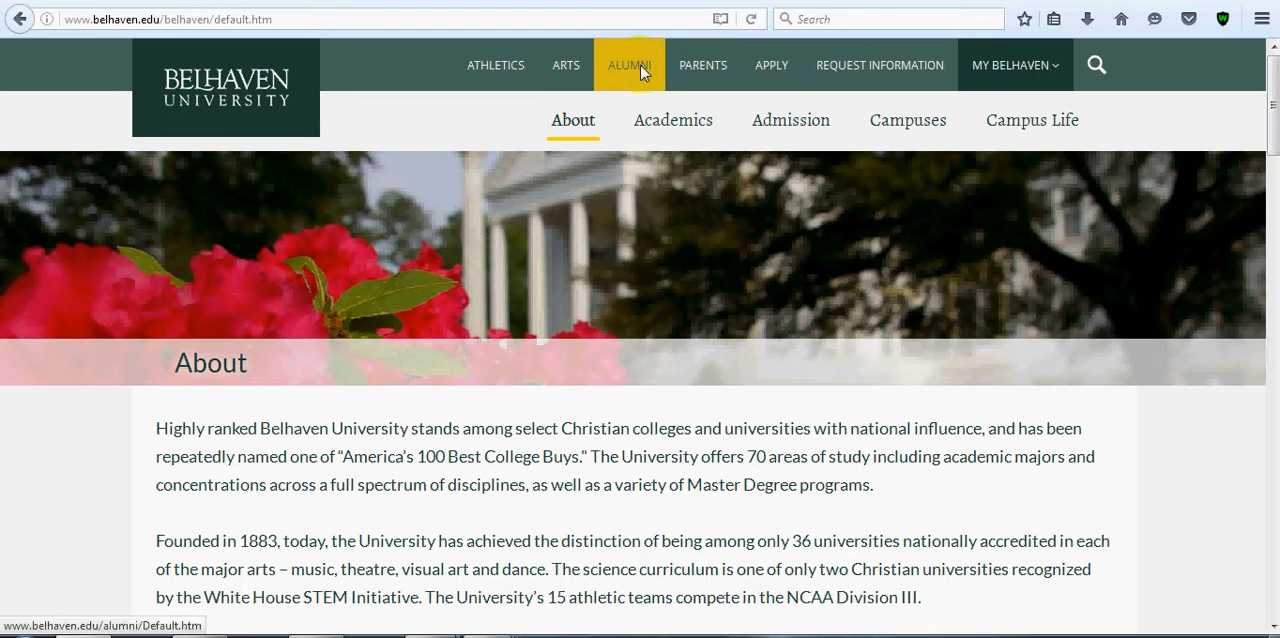 www.belhaven.edu/belhaven/default.htm
Search
BELHAVEN
UNIVERSITY
ATHLETICS ARTS ALUMNI PARENTS APPLY REQUEST INFORMATION MY BELHAVEN
About Academics Admission Campuses Campus Life
About
Highly ranked Belhaven University stands among select Christian colleges and universities with national influence, and has been
repeatedly named one of “America’s 100 Best College Buys." The University offers 70 areas of study including academic majors and
concentrations across a full spectrum of disciplines, as well as a variety of Master Degree programs.
Founded in 1883, today, the University has achieved the distinction of being among only 36 universities nationally accredited in each
of the major arts – music, theatre, visual art and dance. The science curriculum is one of only two Christian universities recognized
by the White House STEM Initiative. The University’s 15 athletic teams compete in the NCAA Division III.
www.belhaven.edu/alumni/Default.htm